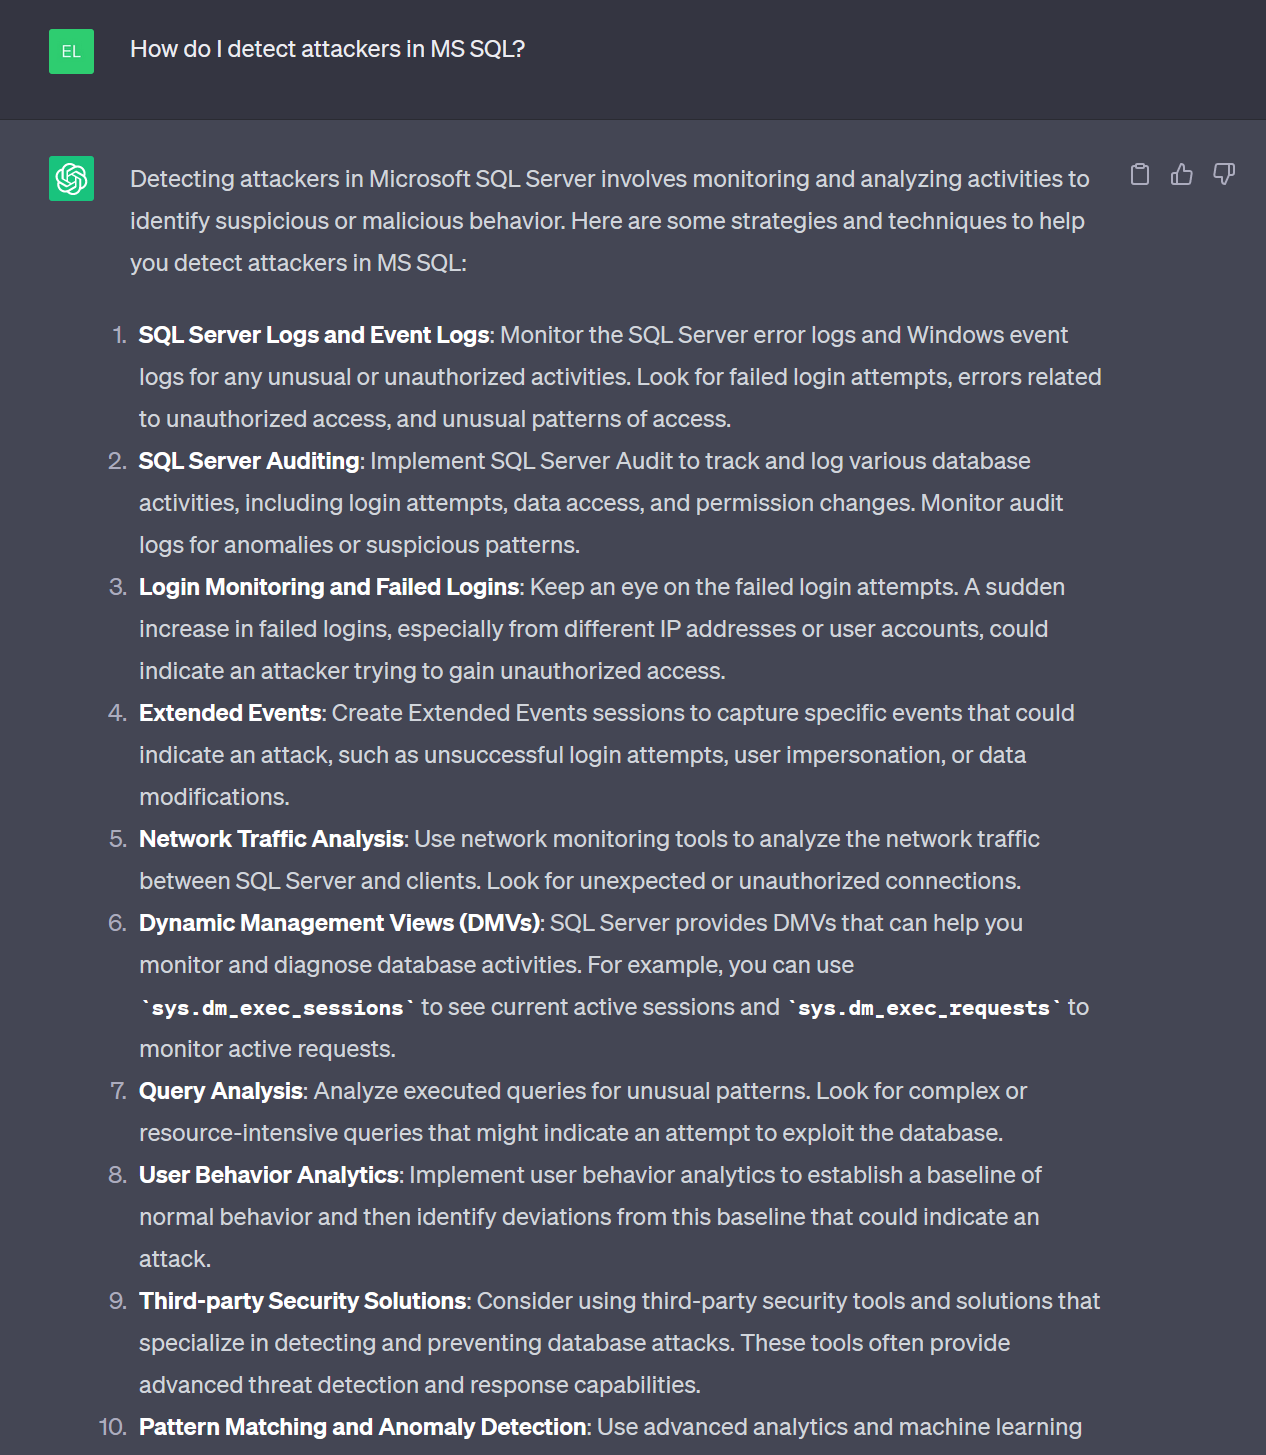 EL
How do I detect attackers in MS SQL?
Detecting attackers in Microsoft SQL Server involves monitoring and analyzing activities to
identify suspicious or malicious behavior. Here are some strategies and techniques to help
you detect attackers in MS SQL:
1. SQL Server Logs and Event Logs: Monitor the SQL Server error logs and Windows event
logs for any unusual or unauthorized activities. Look for failed login attempts, errors related
to unauthorized access, and unusual patterns of access.
2. SQL Server Auditing: Implement SQL Server Audit to track and log various database
activities, including login attempts, data access, and permission changes. Monitor audit
logs for anomalies or suspicious patterns.
3. Login Monitoring and Failed Logins: Keep an eye on the failed login attempts. A sudden
increase in failed logins, especially from different IP addresses or user accounts, could
indicate an attacker trying to gain unauthorized access.
4. Extended Events: Create Extended Events sessions to capture specific events that could
indicate an attack, such as unsuccessful login attempts, user impersonation, or data
modifications.
5. Network Traffic Analysis: Use network monitoring tools to analyze the network traffic
between SQL Server and clients. Look for unexpected or unauthorized connections.
6. Dynamic Management Views (DMVs): SQL Server provides DMVs that can help you
monitor and diagnose database activities. For example, you can use
`sys.dm_exec_sessions` to see current active sessions and `sys.dm_exec_requests` to
monitor active requests.
7. Query Analysis: Analyze executed queries for unusual patterns. Look for complex or
resource-intensive queries that might indicate an attempt to exploit the database.
8. User Behavior Analytics: Implement user behavior analytics to establish a baseline of
normal behavior and then identify deviations from this baseline that could indicate an
attack.
9. Third-party Security Solutions: Consider using third-party security tools and solutions that
specialize in detecting and preventing database attacks. These tools often provide
advanced threat detection and response capabilities.
10. Pattern Matching and Anomaly Detection: Use advanced analytics and machine learning